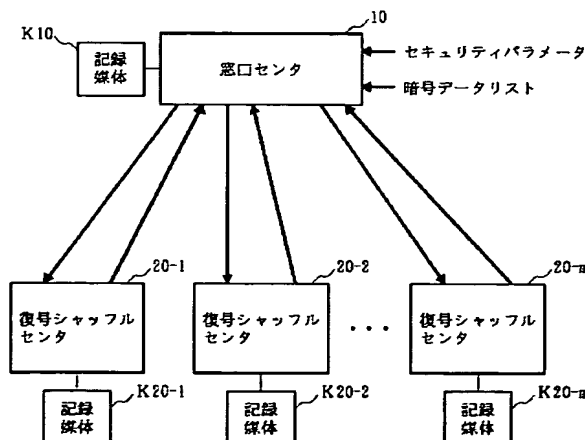 10
K10
記録
媒体
窓口センタ
セキュリティパラメータ
暗号データリスト
20-1
20-2
20-m
復号シャッフル
センタ
復号シャッフル
センタ
・・・
復号シャッフル
センタ
K20-1
K20-2
K20-m
記録
媒体
記録
媒体
記録
媒体